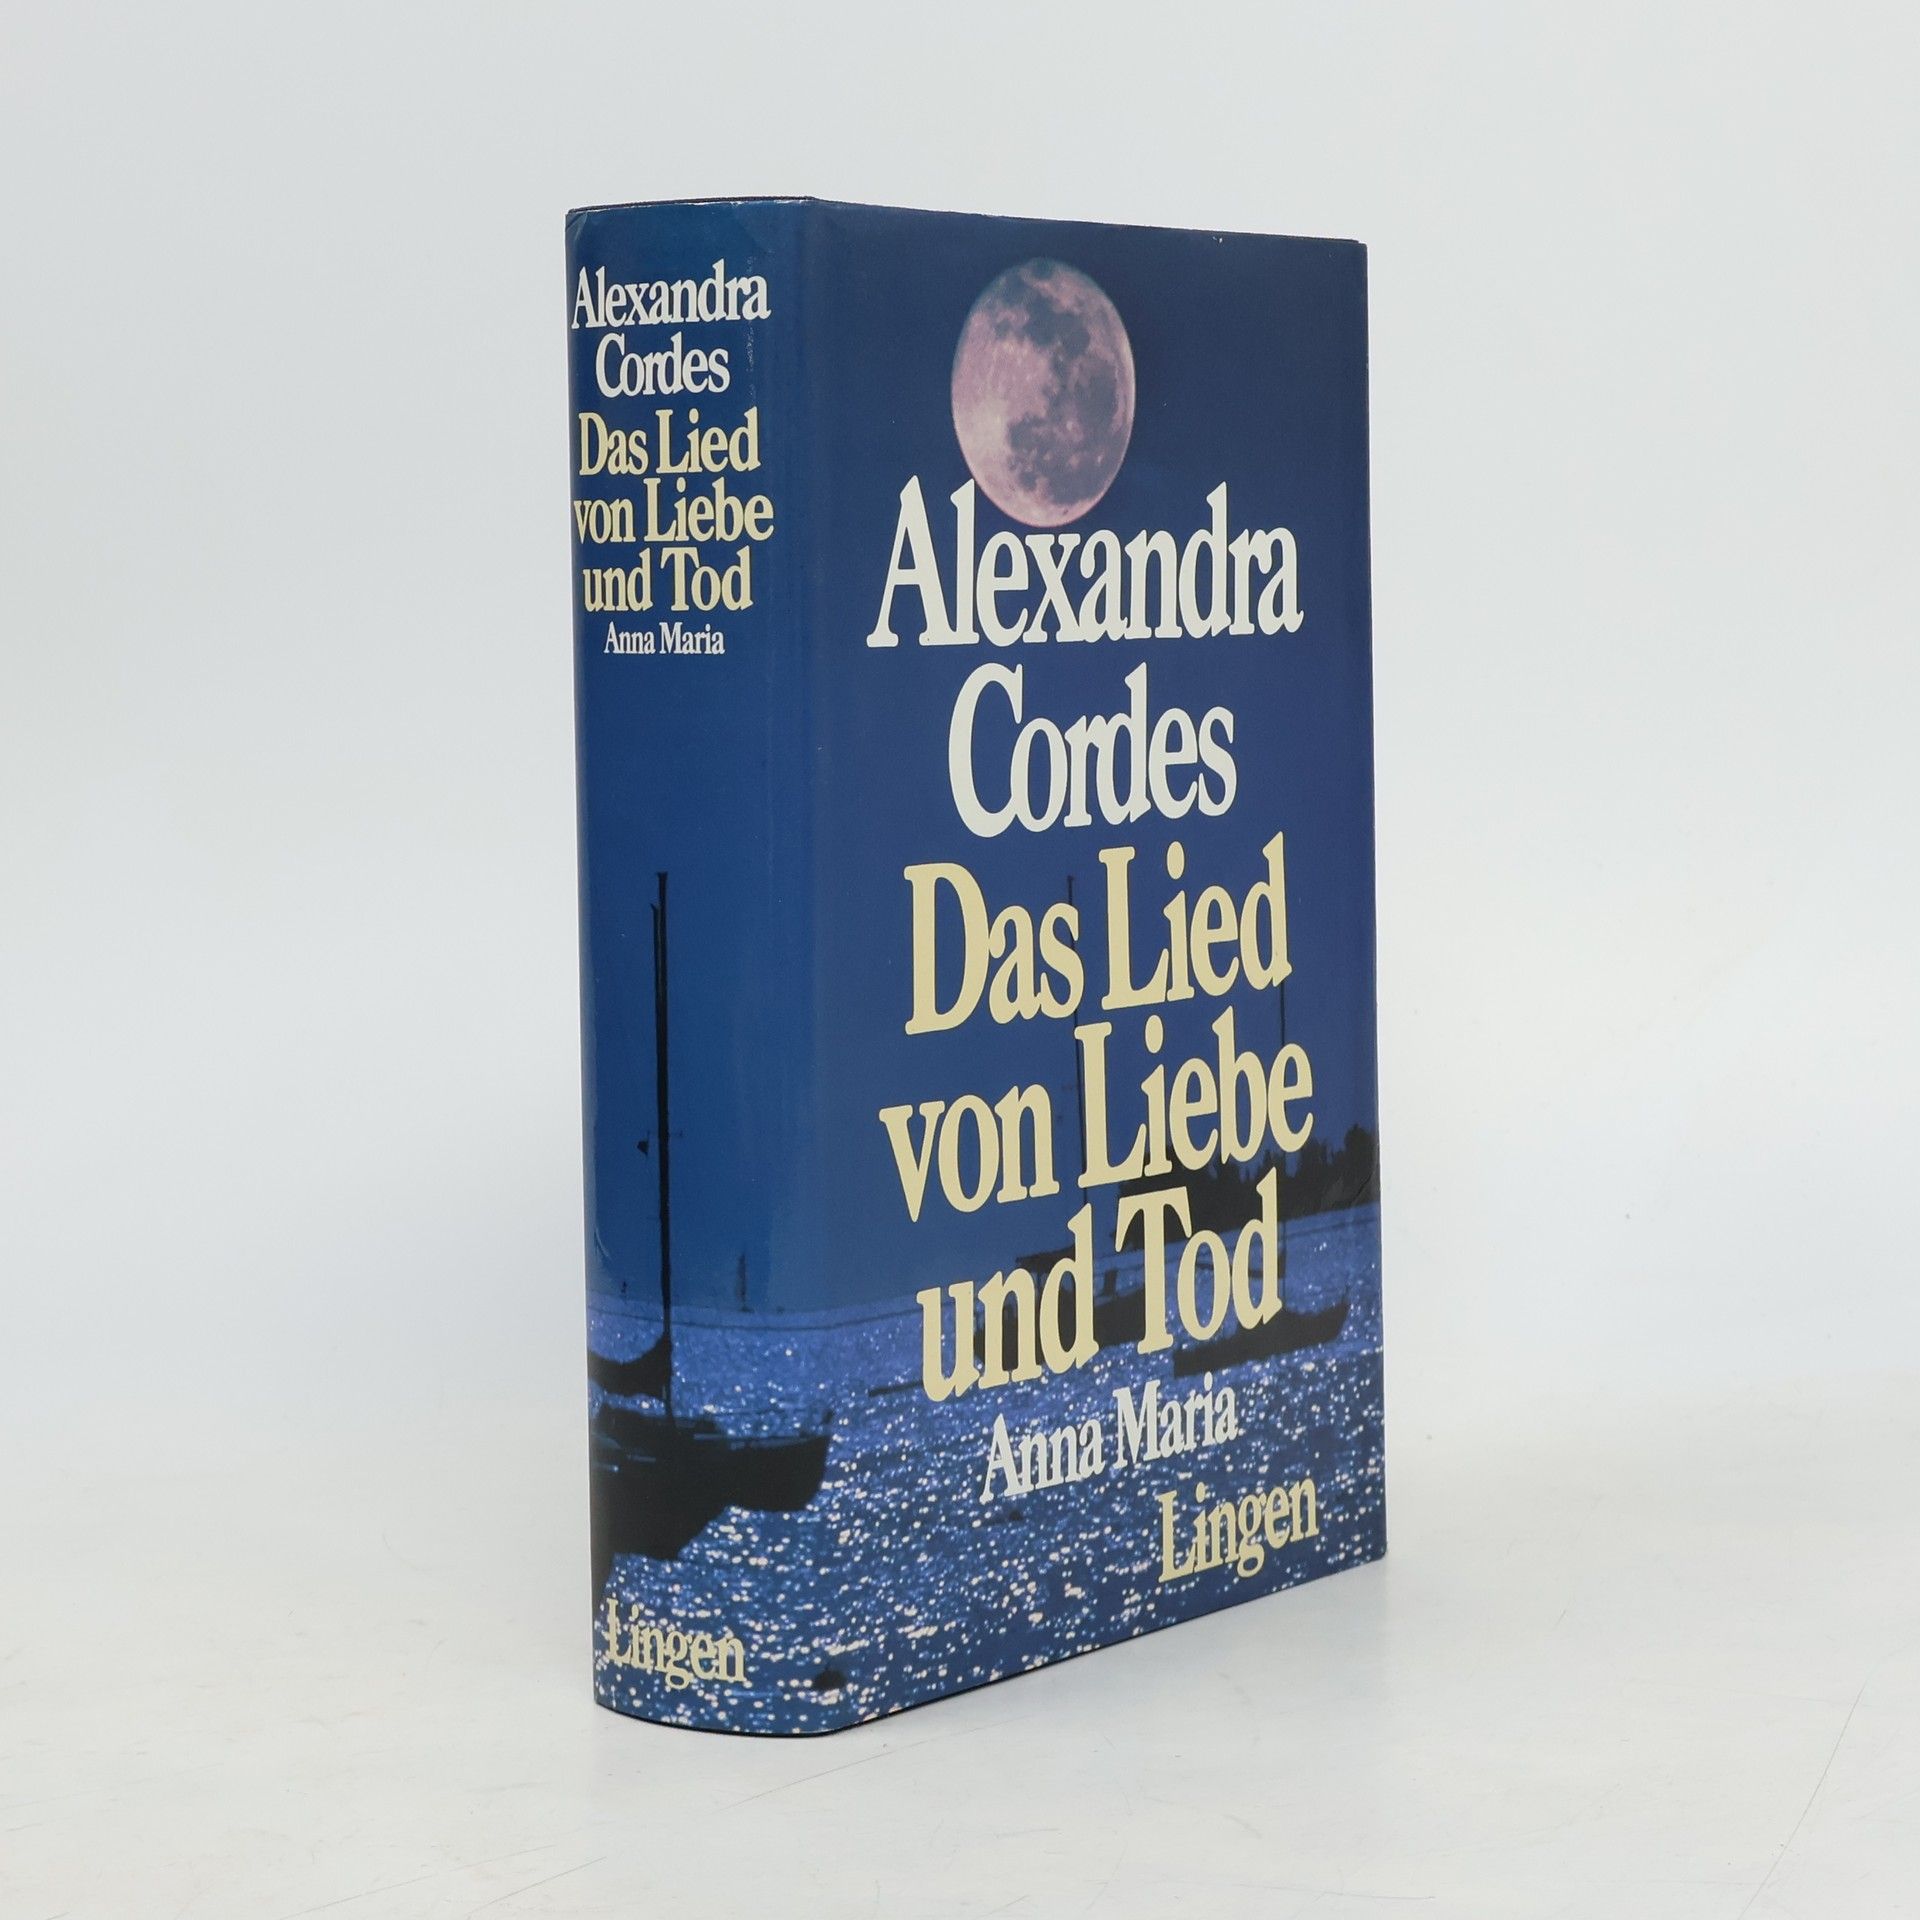 Alexandra
Cordes
Das Lied
von Liebe
und Tod
Anna Maria
Lingen
Alexandra
Cordes
Das Lied
von Liebe
und Tod
Anna Maria
Lingen